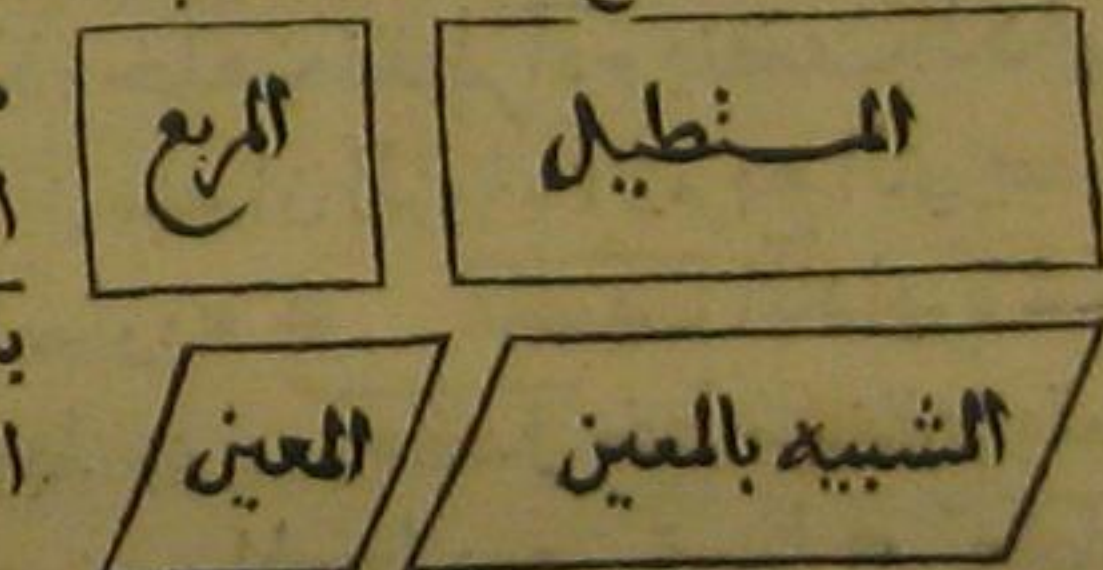 المستطيل
المربع
الشبيه بالمعين
المعين